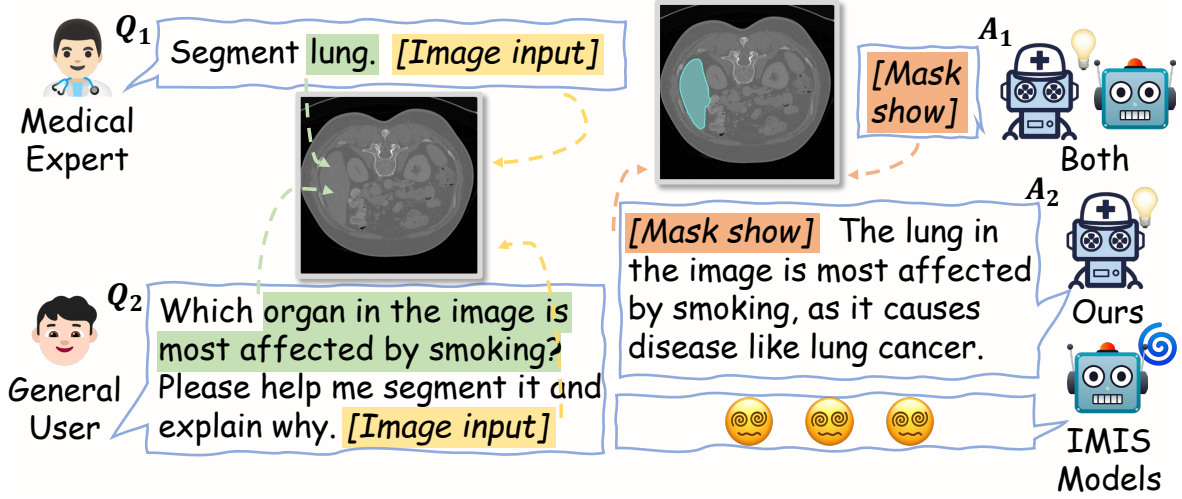 Q1
Segment lung. [Image input]
Medical
Expert
A1
[Mask
show]
Both
Q2
Which organ in the image is
most affected by smoking?
Please help me segment it and
explain why. [Image input]
General
User
A2
[Mask show] The lung in
the image is most affected
by smoking, as it causes
disease like lung cancer.
Ours
IMIS
Models